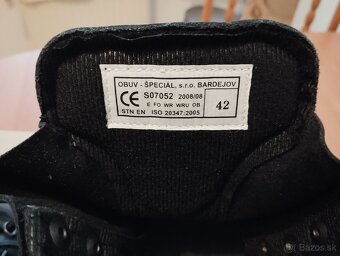 OBUV - ŠPECIÁL, s.r.o. BARDEJOV
CE S07052 2008/08
E FO WR WRU OB
STN EN ISO 20347:2005
42
Bazos.sk